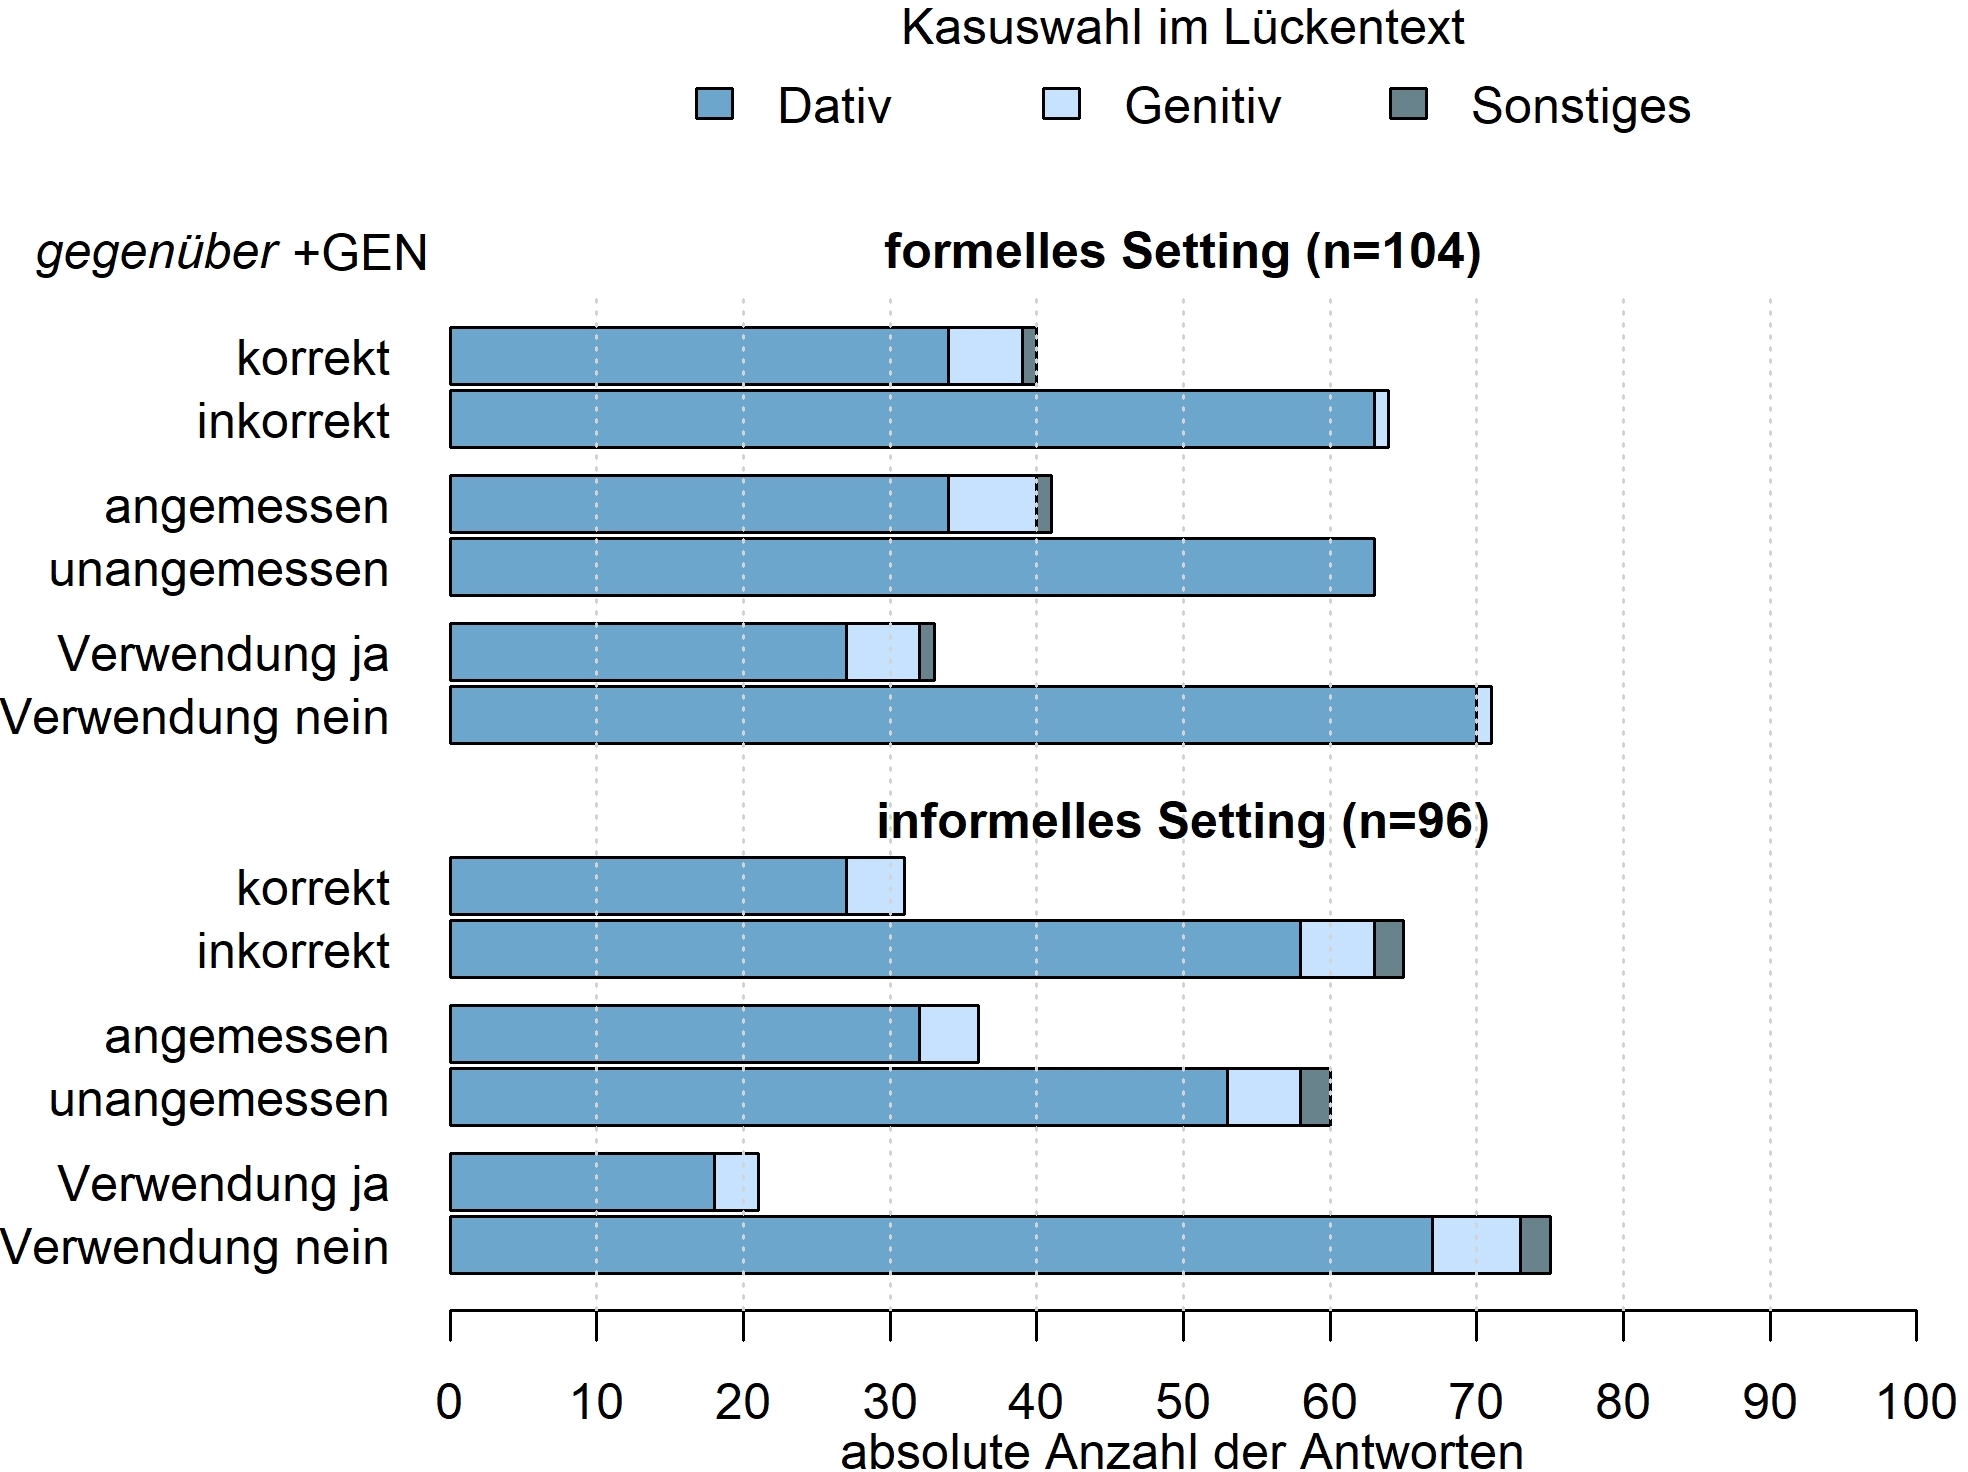 Kasuswahl im Lückentext
Dativ Genitiv Sonstiges
gegenüber +GEN formelles Setting (n=104)
korrekt
inkorrekt
angemessen
unangemessen
Verwendung ja
Verwendung nein
informelles Setting (n=96)
korrekt
inkorrekt
angemessen
unangemessen
Verwendung ja
Verwendung nein
0 10 20 30 40 50 60 70 80 90 100
absolute Anzahl der Antworten